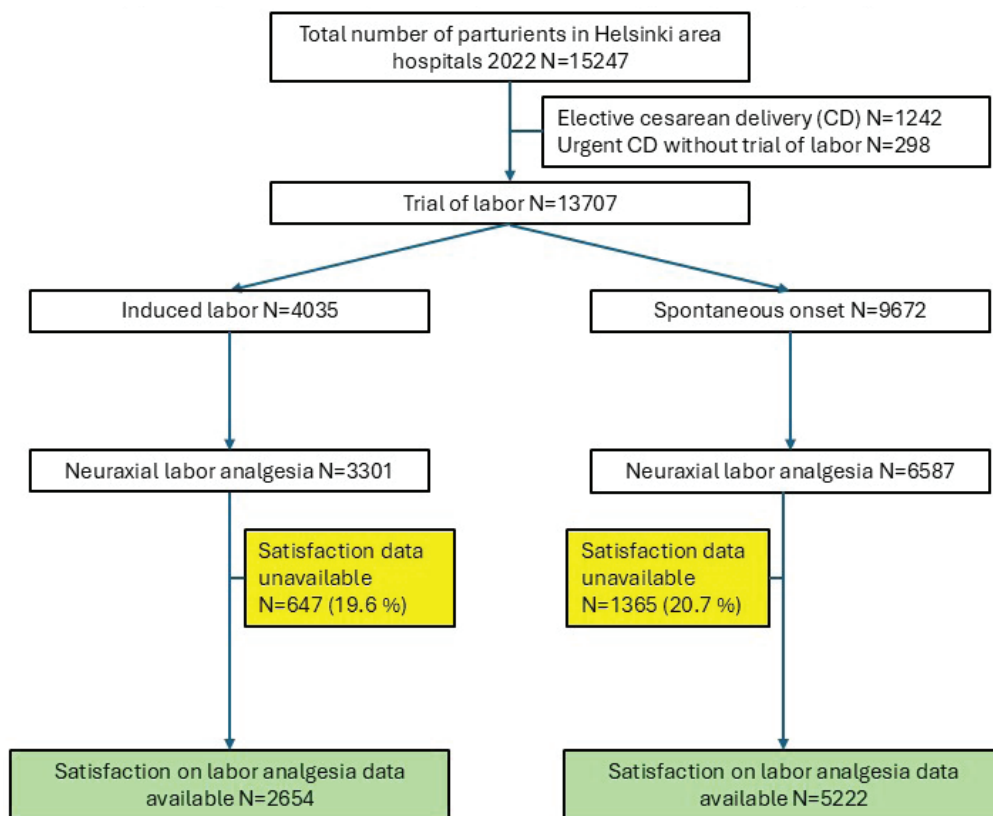 Total number of parturients in Helsinki area
hospitals 2022 N=15247
Elective cesarean delivery (CD) N=1242
Urgent CD without trial of labor N=298
Trial of labor N=13707
Induced labor N=4035
Spontaneous onset N=9672
Neuraxial labor analgesia N=3301
Neuraxial labor analgesia N=6587
Satisfaction data
unavailable
N=647 (19.6 %)
Satisfaction data
unavailable
N=1365 (20.7 %)
Satisfaction on labor analgesia data
available N=2654
Satisfaction on labor analgesia data
available N=5222